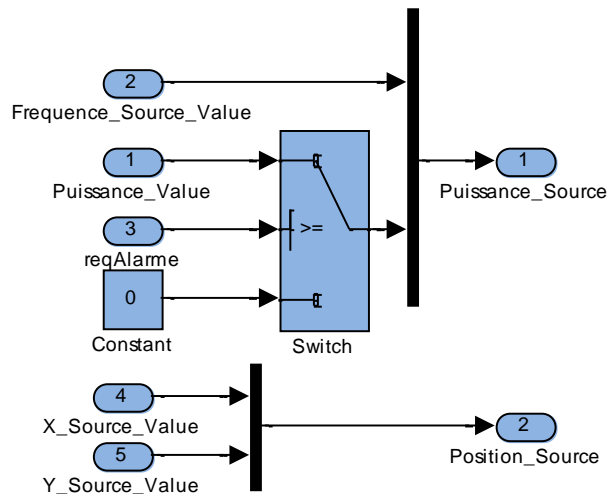 2
Frequence_Source_Value
1
Puissance_Value
3
reqAlarme
0
Constant
>=
Switch
1
Puissance_Source
4
X_Source_Value
5
Y_Source_Value
2
Position_Source